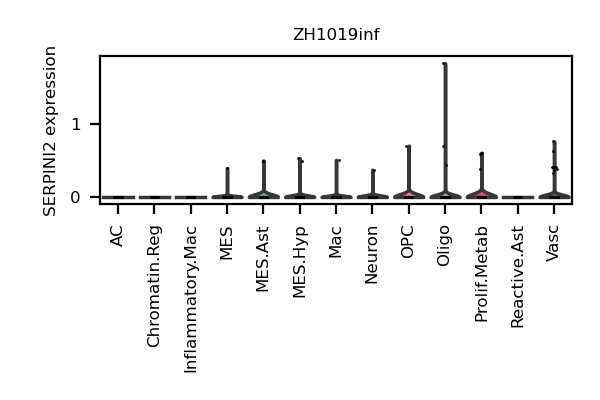 ZH1019inf
SERPINI2 expression
1
0
AC
Chromatin.Reg
Inflammatory.Mac
MES
MES.Ast
MES.Hyp
Mac
Neuron
OPC
Oligo
Prolif.Metab
Reactive.Ast
Vasc